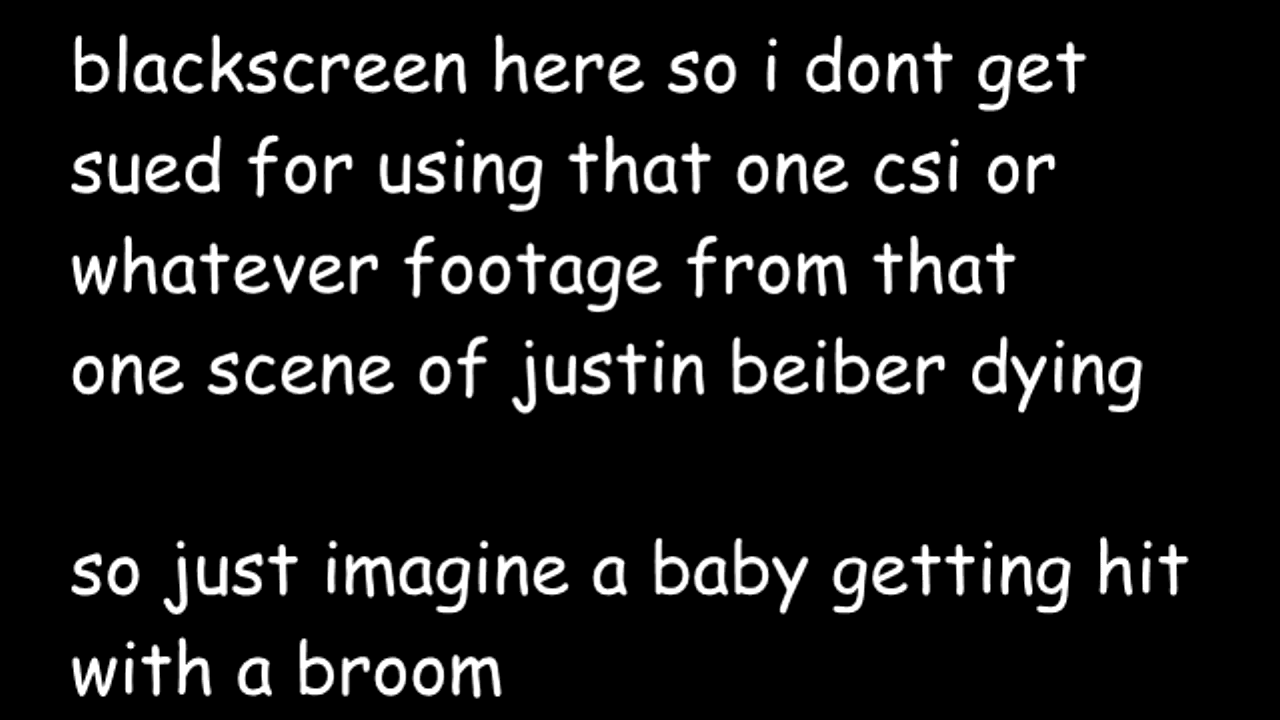 blackscreen here so i dont get
sued for using that one csi or
whatever footage from that
one scene of justin beiber dying
so just imagine a baby getting hit
with a broom